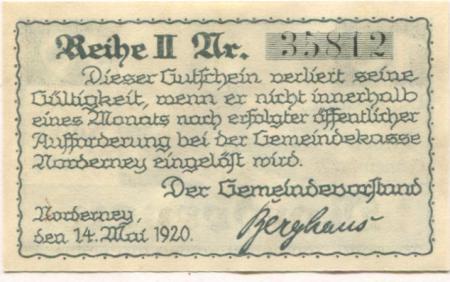 Reihe II Nr. 35812
Dieser Gutschein verliert seine
Gültigkeit, wenn er nicht innerhalb
eines Monats nach erfolgter öffentlicher
Aufforderung bei der Gemeindekasse
Norderney eingelöst wird.
Der Gemeindevorstand
Norderney,
den 14. Mai 1920.
Berghaus